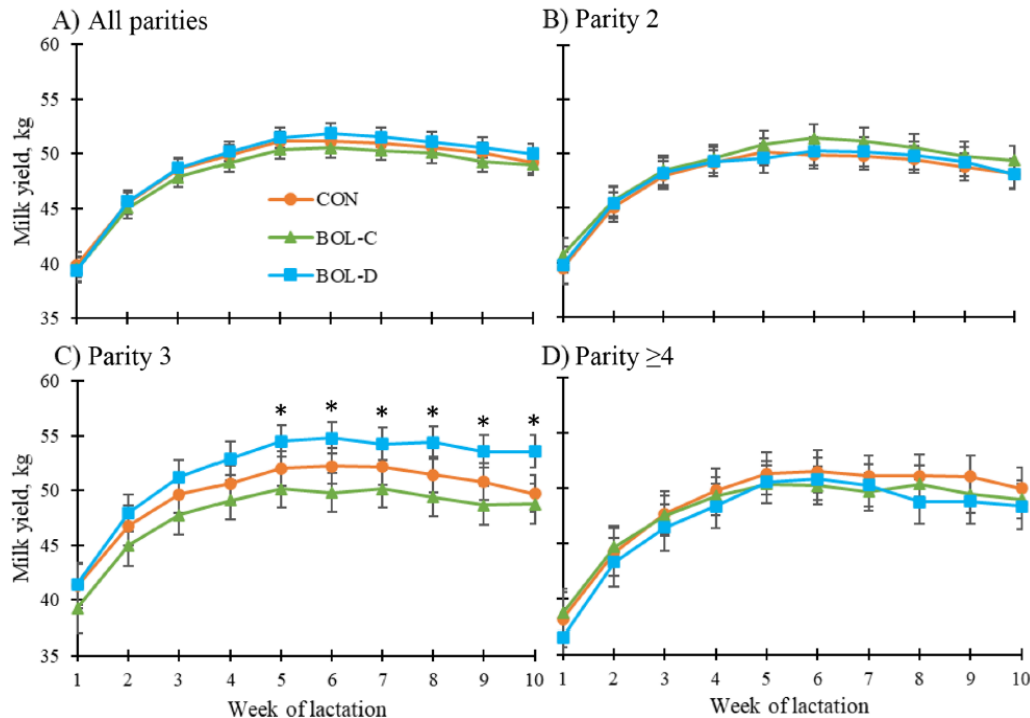 A) All parities
B) Parity 2
60
55
50
45
40
35
Milk yield, kg
CON
BOL-C
BOL-D
C) Parity 3
D) Parity ≥4
60
55
50
45
40
35
Milk yield, kg
* * * * * *
1 2 3 4 5 6 7 8 9 10
1 2 3 4 5 6 7 8 9 10
Week of lactation
Week of lactation